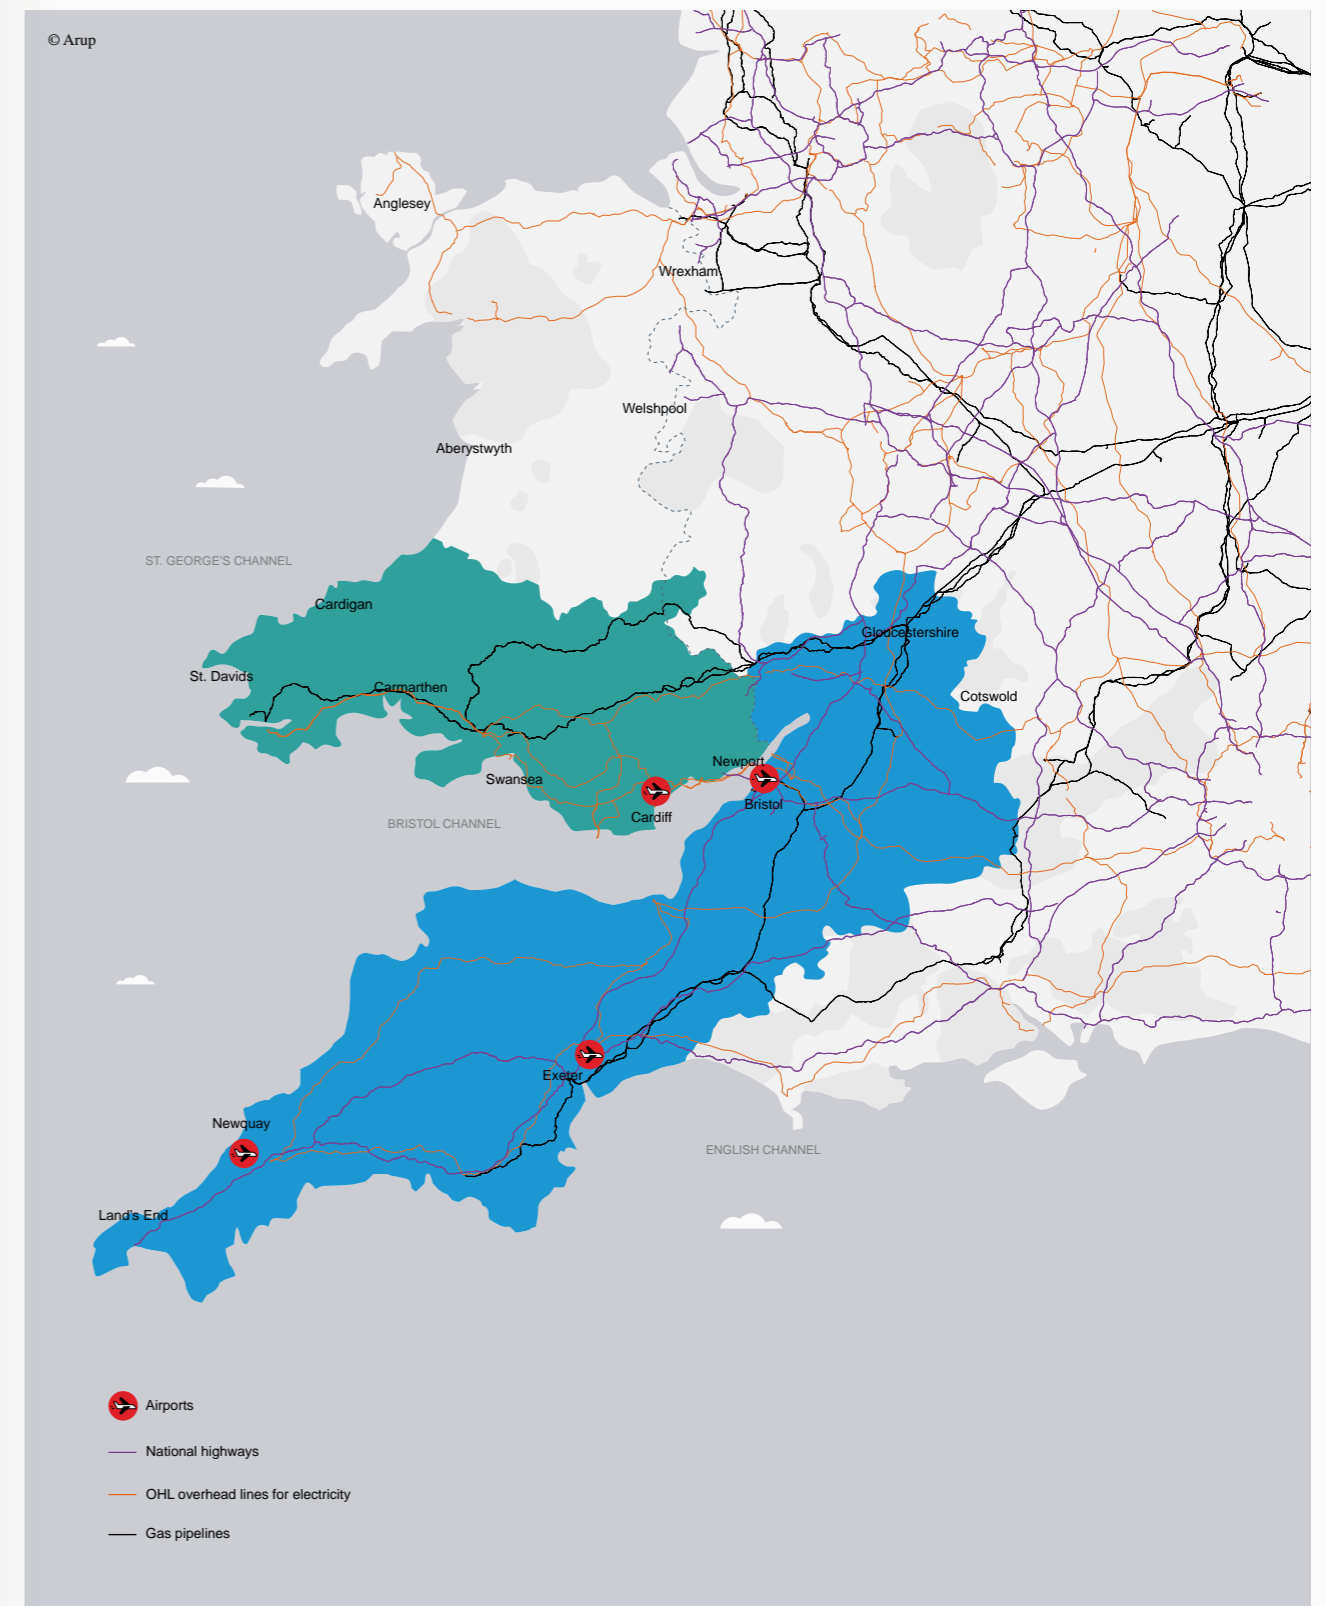 © Arup
Anglesey
Wrexham
Welshpool
Aberystwyth
ST. GEORGE'S CHANNEL
Cardigan
Gloucestershire
St. Davids
Carmarthen
Cotswold
Newport
Swansea
Bristol
Cardiff
BRISTOL CHANNEL
Exeter
Newquay
ENGLISH CHANNEL
Land's End
Airports
National highways
OHL overhead lines for electricity
Gas pipelines